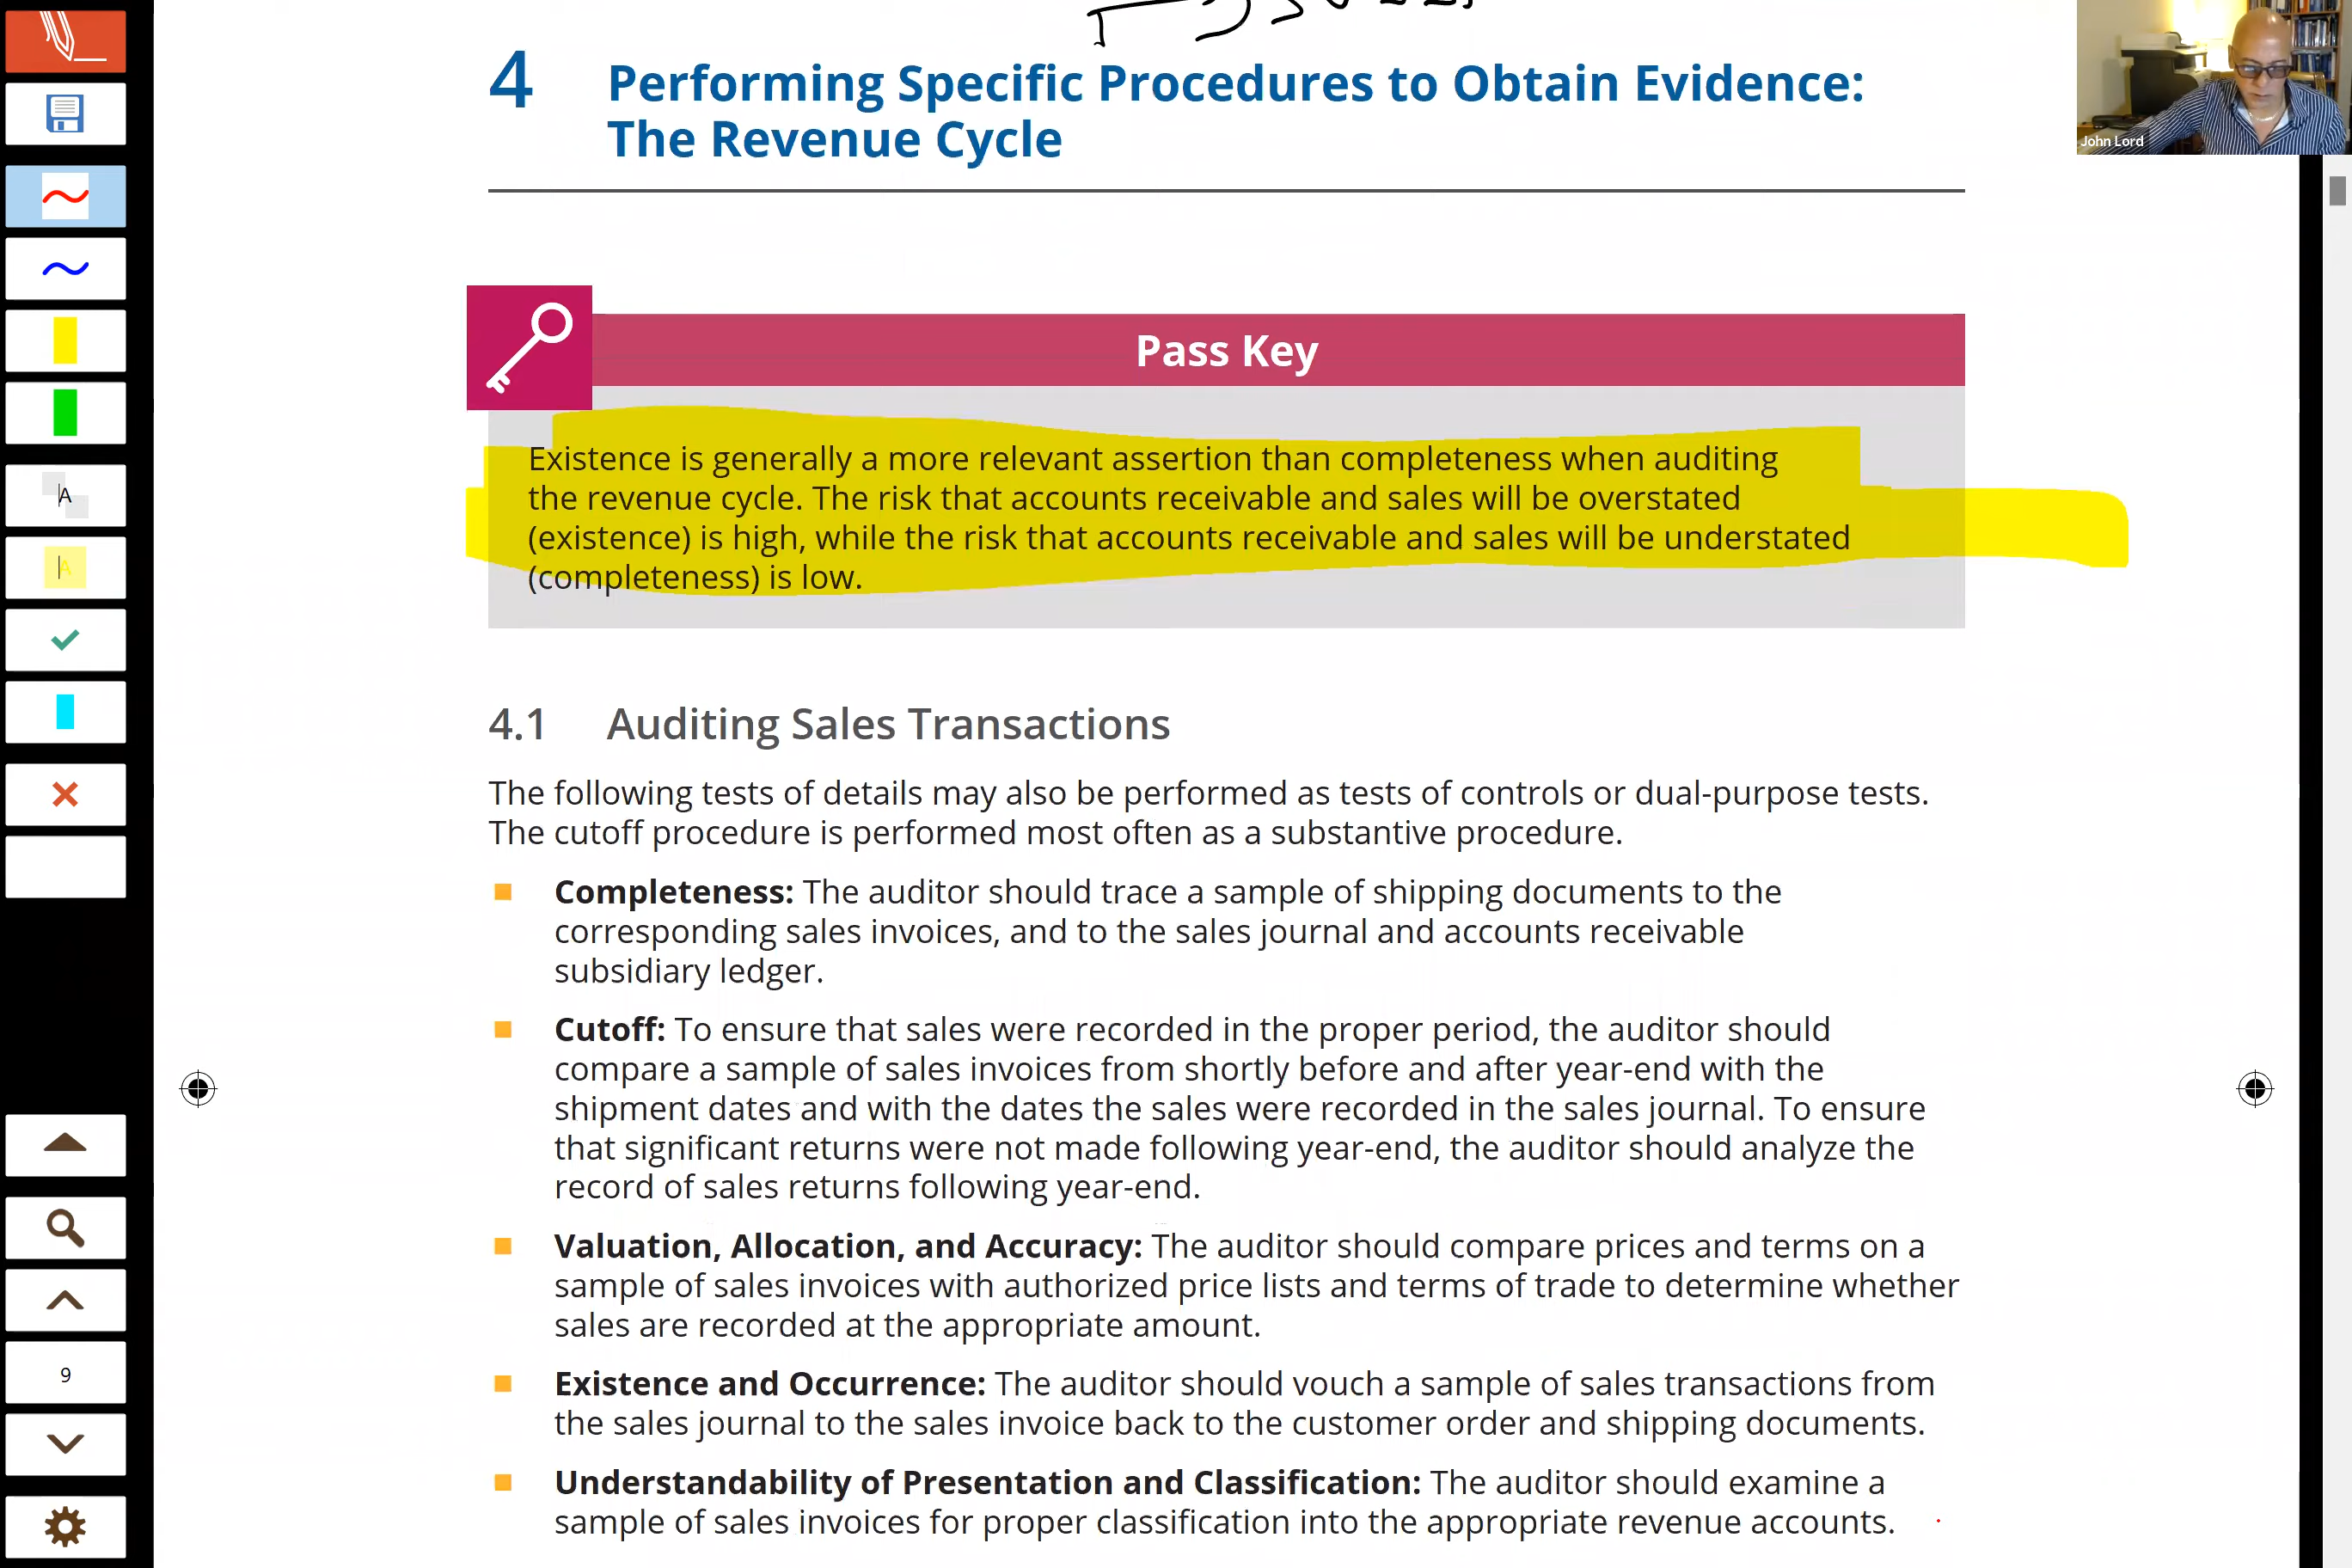 4 Performing Specific Procedures to Obtain Evidence:
The Revenue Cycle
John Lord
Pass Key
Existence is generally a more relevant assertion than completeness when auditing
the revenue cycle. The risk that accounts receivable and sales will be overstated
(existence) is high, while the risk that accounts receivable and sales will be understated
(completeness) is low.
4.1 Auditing Sales Transactions
The following tests of details may also be performed as tests of controls or dual-purpose tests.
The cutoff procedure is performed most often as a substantive procedure.
Completeness: The auditor should trace a sample of shipping documents to the
corresponding sales invoices, and to the sales journal and accounts receivable
subsidiary ledger.
Cutoff: To ensure that sales were recorded in the proper period, the auditor should
compare a sample of sales invoices from shortly before and after year-end with the
shipment dates and with the dates the sales were recorded in the sales journal. To ensure
that significant returns were not made following year-end, the auditor should analyze the
record of sales returns following year-end.
Valuation, Allocation, and Accuracy: The auditor should compare prices and terms on a
sample of sales invoices with authorized price lists and terms of trade to determine whether
sales are recorded at the appropriate amount.
Existence and Occurrence: The auditor should vouch a sample of sales transactions from
the sales journal to the sales invoice back to the customer order and shipping documents.
Understandability of Presentation and Classification: The auditor should examine a
sample of sales invoices for proper classification into the appropriate revenue accounts.
A
A
9